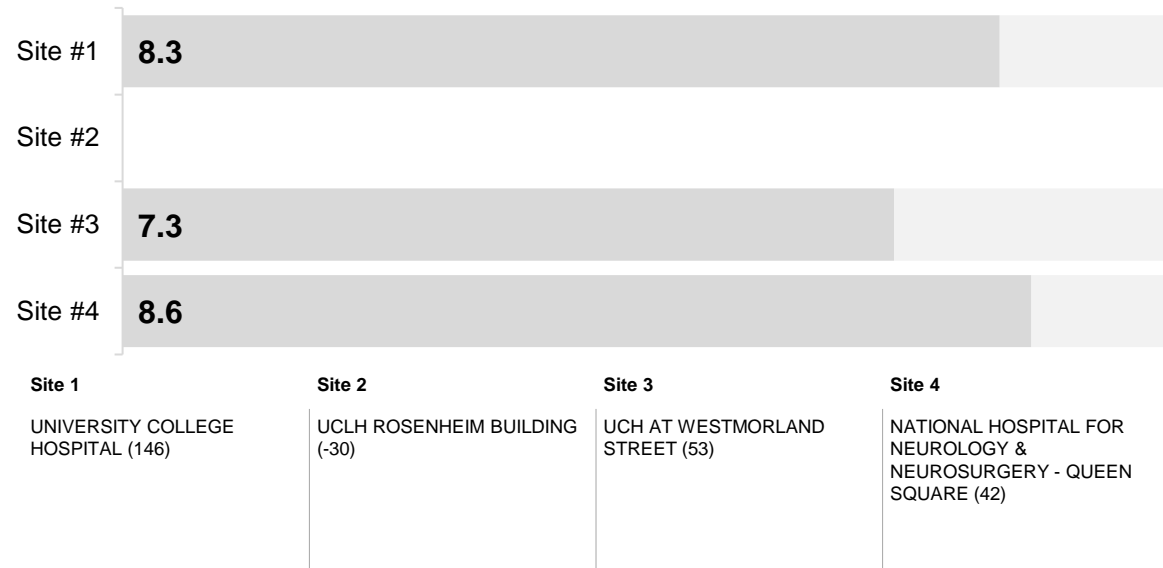 Site #1
8.3
Site #2
Site #3
7.3
Site #4
8.6
Site 1
UNIVERSITY COLLEGE
HOSPITAL (146)
Site 2
UCLH ROSENHEIM BUILDING
(-30)
Site 3
UCH AT WESTMORLAND
STREET (53)
Site 4
NATIONAL HOSPITAL FOR
NEUROLOGY &
NEUROSURGERY - QUEEN
SQUARE (42)